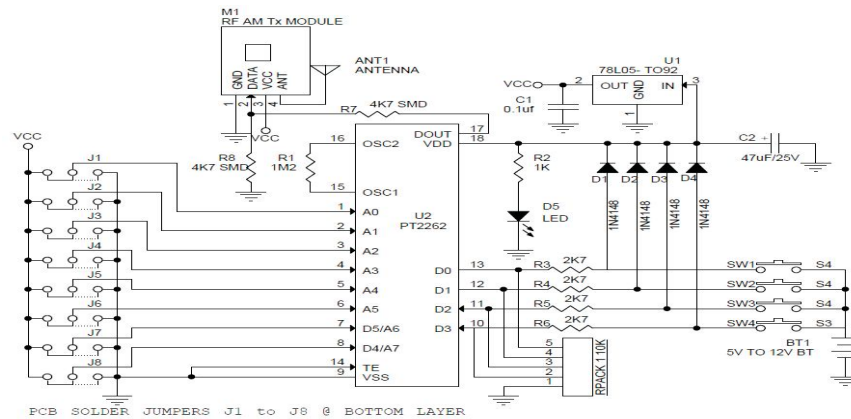 M1
RF AM Tx MODULE
GND
DATA
VCC
ANT
1
2
3
4
ANT1
ANTENNA
VCC
R7
4K7 SMD
R8
4K7 SMD
R1
1M2
16
OSC2
15
OSC1
DOUT
17
VDD
18
U2
PT2262
U1
78L05- TO92
VCC
2
OUT
IN
3
GND
1
C1
0.1uf
C2 +
47uF/25V
R2
1K
D5
LED
D1
D2
D3
D4
1N4148
1N4148
1N4148
1N4148
VCC
J1
J2
J3
J4
J5
J6
J7
J8
1
A0
2
A1
3
A2
4
A3
5
A4
6
A5
7
D5/A6
8
D4/A7
14
TE
9
VSS
D0
13
R3
2K7
SW1
S4
D1
12
R4
2K7
SW2
S4
D2
11
R5
2K7
SW3
S4
D3
10
R6
2K7
SW4
S3
5
4
3
2
1
RPACK 1 10K
BT1
5V TO 12V BT
PCB SOLDER JUMPERS J1 to J8 @ BOTTOM LAYER